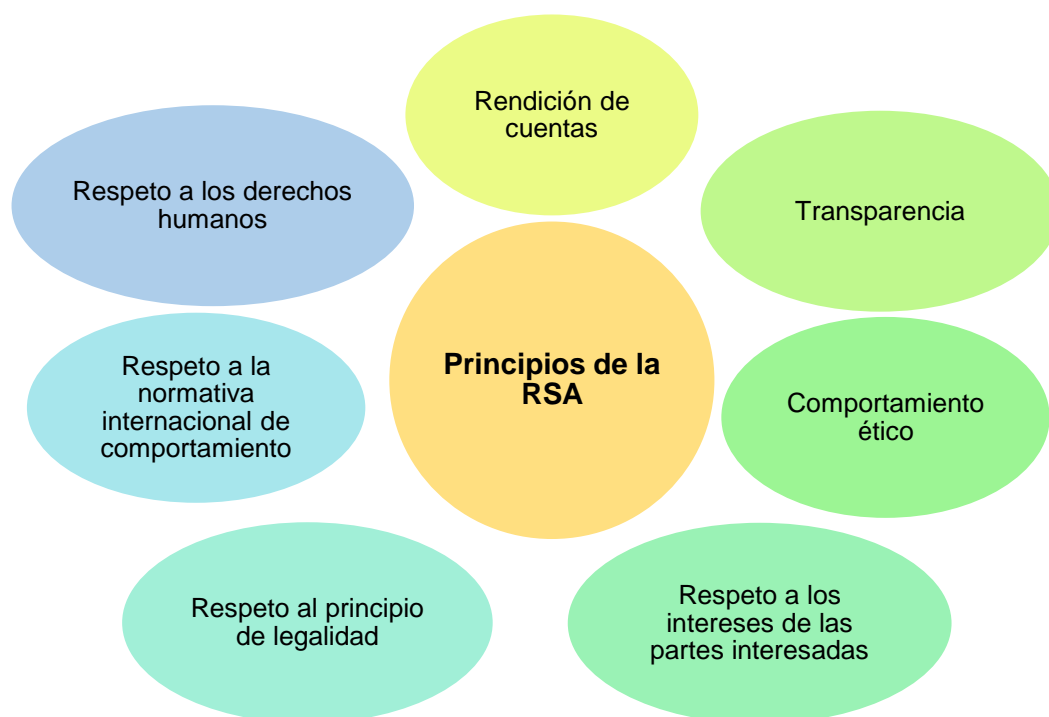 Rendición de
cuentas
Transparencia
Comportamiento
ético
Respeto a los
intereses de las
partes interesadas
Respeto al principio
de legalidad
Respeto a la
normativa
internacional de
comportamiento
Respeto a los derechos
humanos
Principios de la
RSA